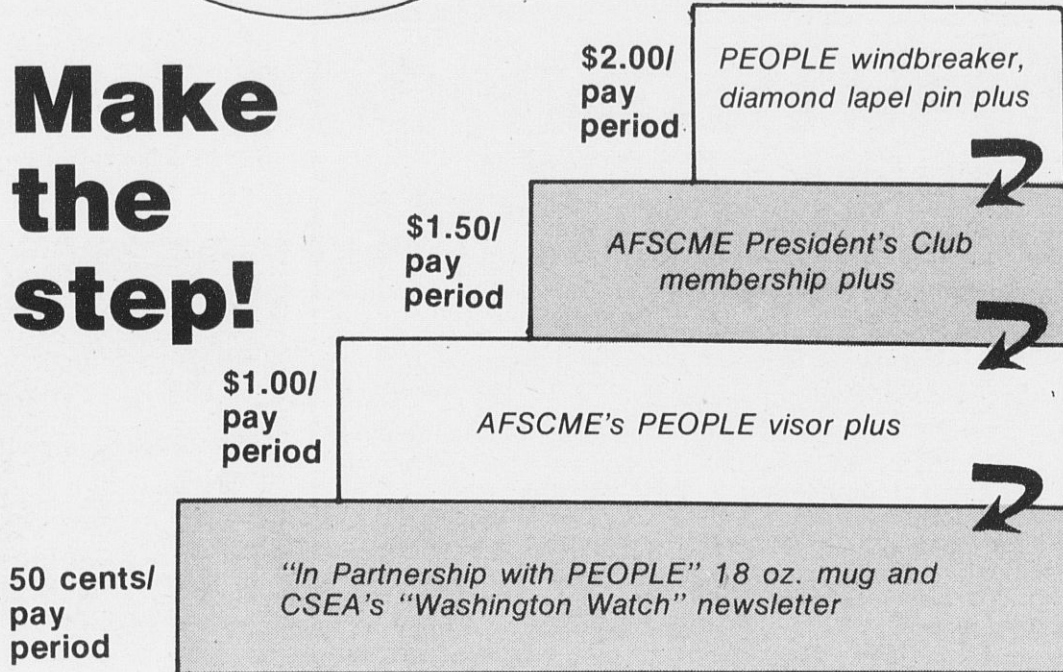 Make
the
step!
$2.00/
pay
period
PEOPLE windbreaker,
diamond lapel pin plus
$1.50/
pay
period
AFSCME President's Club
membership plus
$1.00/
pay
period
AFSCME's PEOPLE visor plus
50 cents/
pay
period
"In Partnership with PEOPLE" 18 oz. mug and
CSEA's "Washington Watch" newsletter